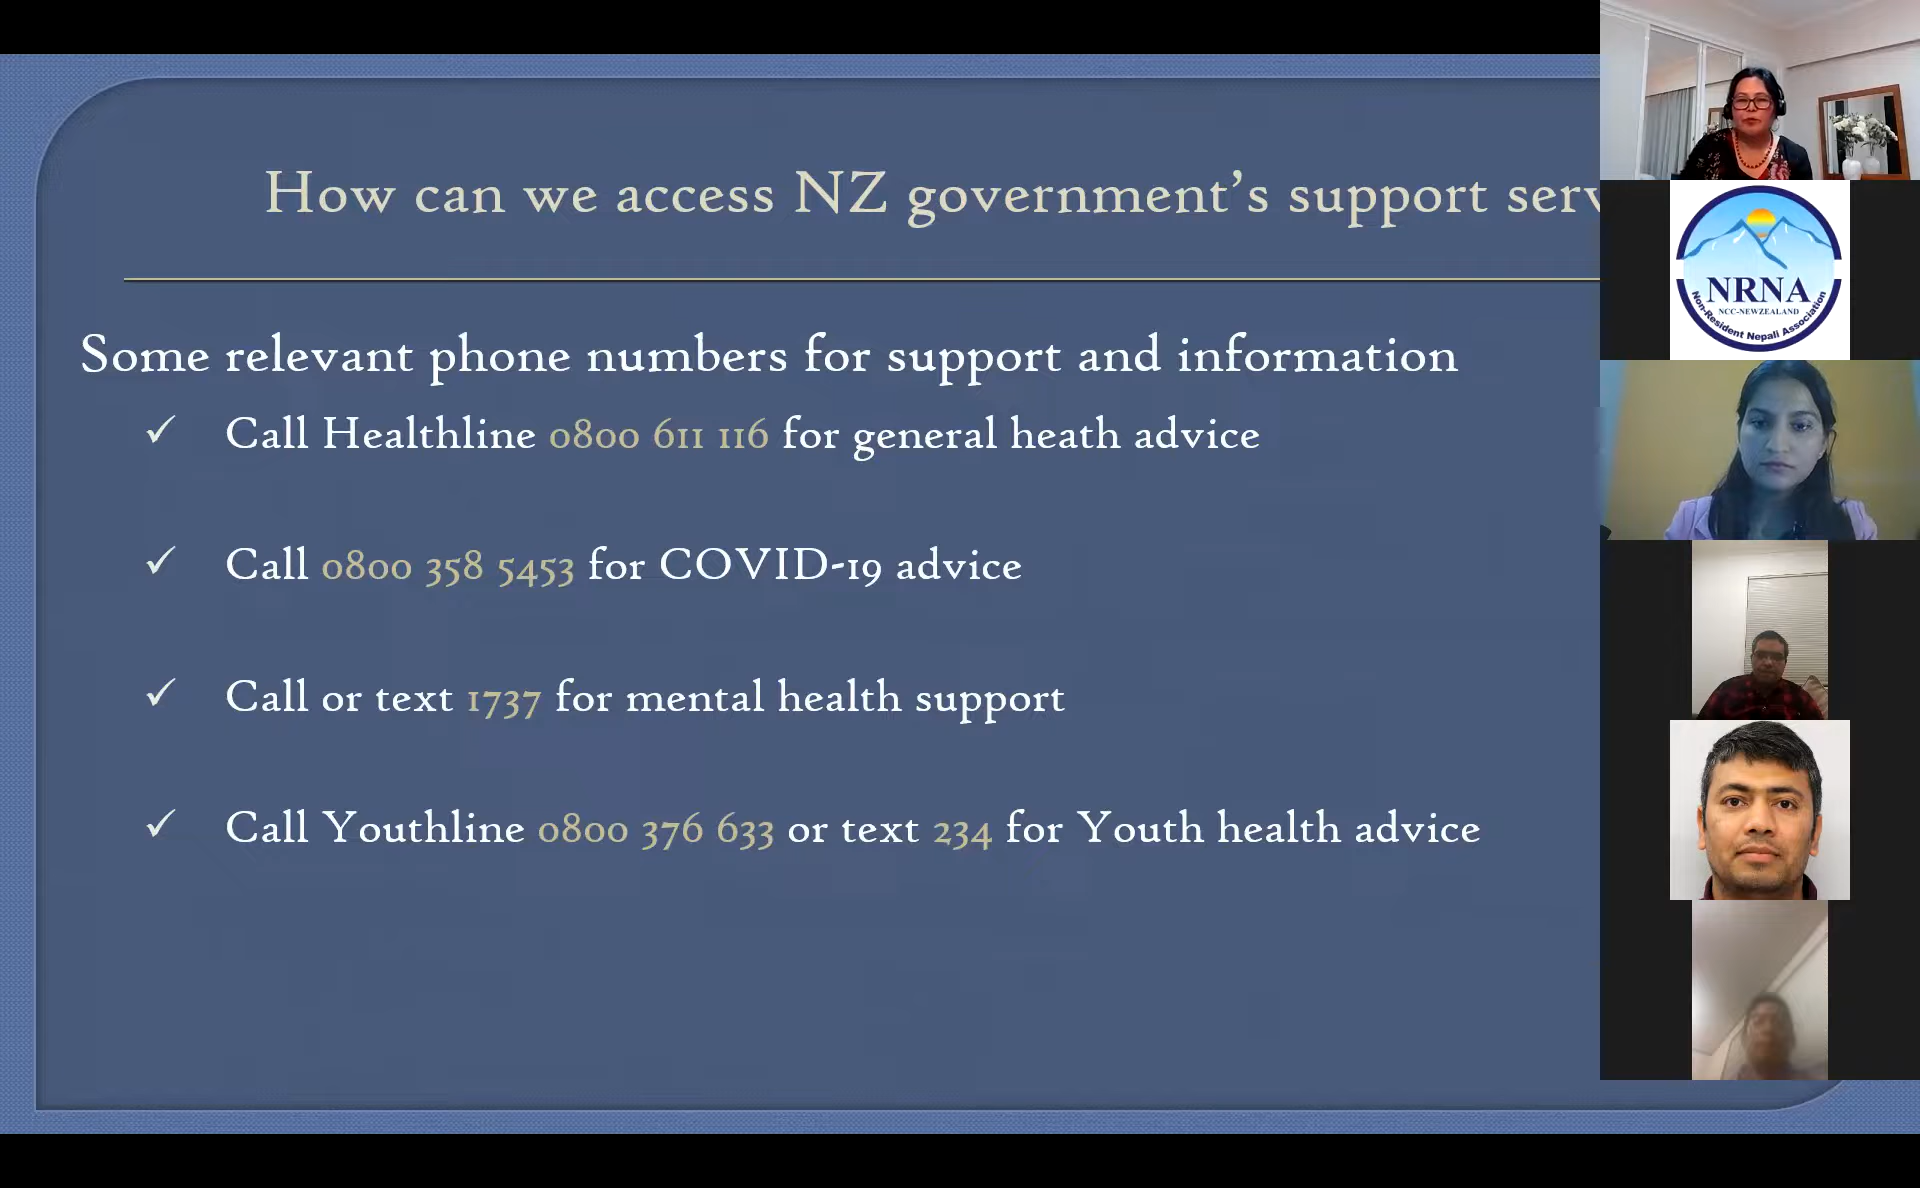 How can we access NZ government's support serv
Some relevant phone numbers for support and information
✓ Call Healthline 0800 611 116 for general heath advice
✓ Call 0800 358 5453 for COVID-19 advice
✓ Call or text 1737 for mental health support
✓ Call Youthline 0800 376 633 or text 234 for Youth health advice
NRNA
NCC-NEWZEALAND
Non-Resident Nepali Association